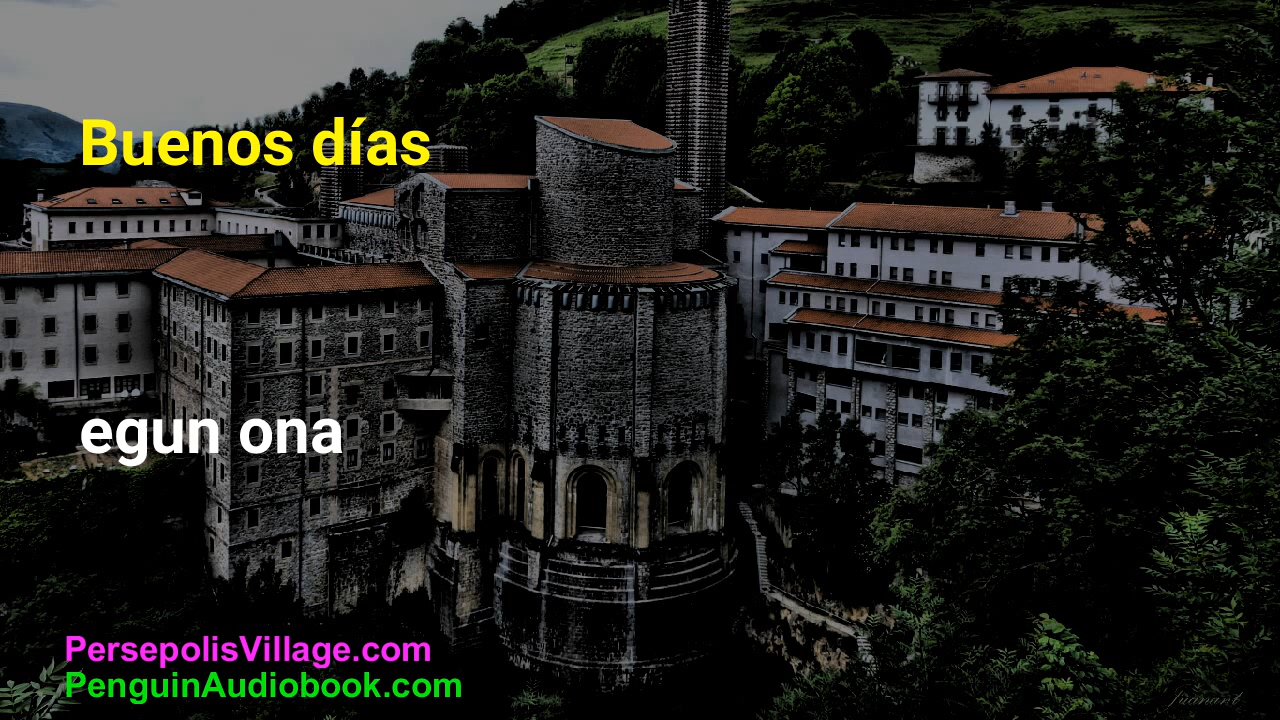 Buenos días
egun ona
PersepolisVillage.com
PenguinAudiobook.com